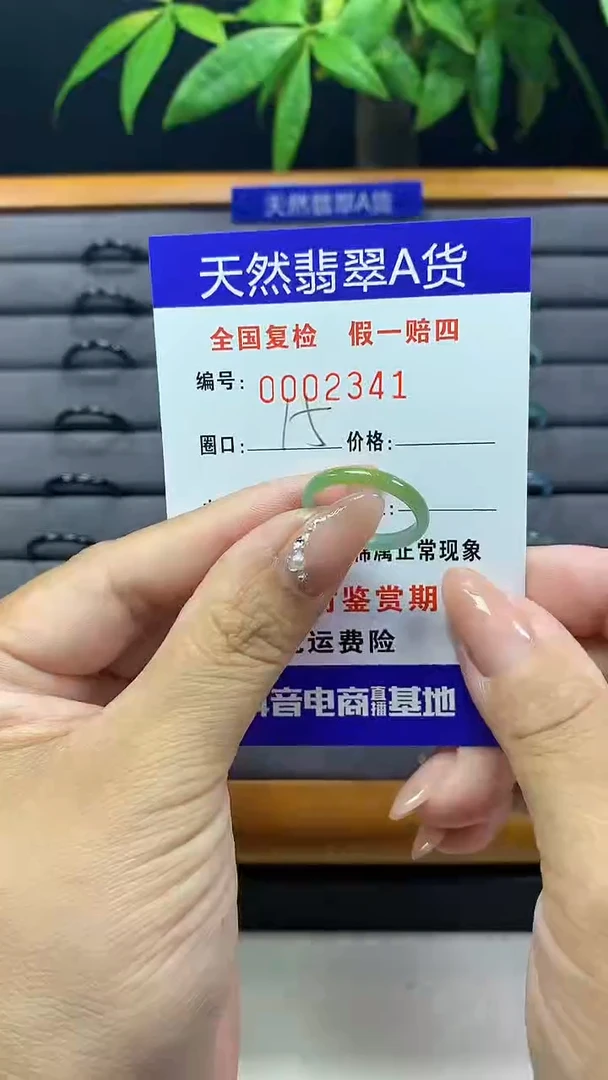 天然翡翠A货
天然翡翠A货
全国复检 假一赔四
编号: 0002341
圈口: 15 价格:
属正常现象
鉴赏期
运费险
音电商直播基地